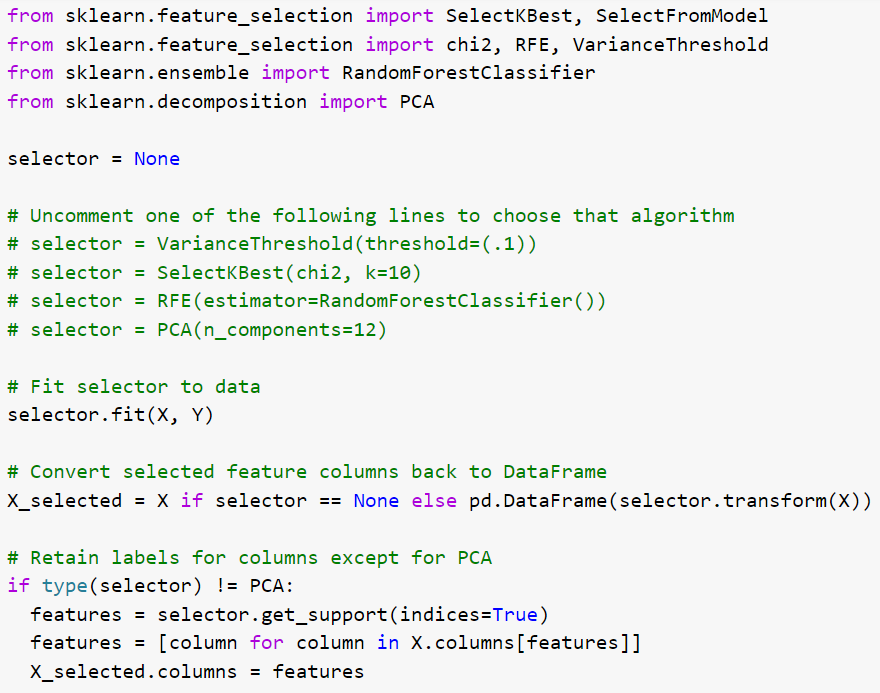 from sklearn.feature_selection import SelectKBest, SelectFromModel
from sklearn.feature_selection import chi2, RFE, VarianceThreshold
from sklearn.ensemble import RandomForestClassifier
from sklearn.decomposition import PCA

selector = None

# Uncomment one of the following lines to choose that algorithm
# selector = VarianceThreshold(threshold=(.1))
# selector = SelectKBest(chi2, k=10)
# selector = RFE(estimator=RandomForestClassifier())
# selector = PCA(n_components=12)

# Fit selector to data
selector.fit(X, Y)

# Convert selected feature columns back to DataFrame
X_selected = X if selector == None else pd.DataFrame(selector.transform(X))

# Retain labels for columns except for PCA
if type(selector) != PCA:
  features = selector.get_support(indices=True)
  features = [column for column in X.columns[features]]
  X_selected.columns = features